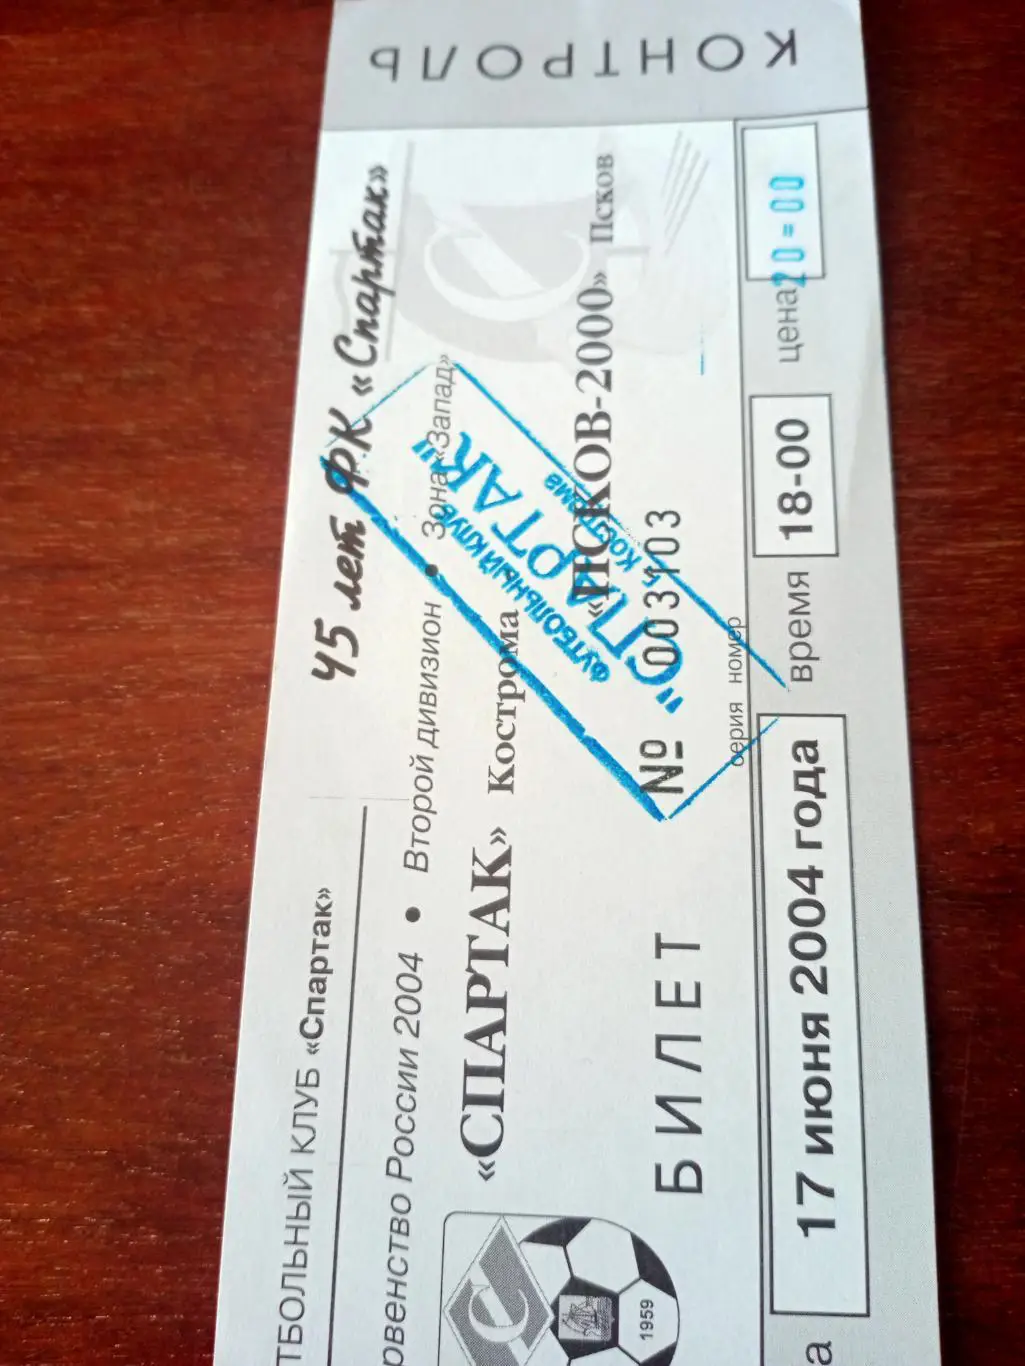 КОНТРОЛЬ
45 лет ФК «Спартак»
ТБОЛЬНЫЙ КЛУБ «Спартак»
рвенство России 2004 • Второй дивизион • Зона «Запад»
«СПАРТАК» Кострома
«ПСКОВ-2000» Псков
БИЛЕТ № 003103
серия номер
а 17 июня 2004 года время 18-00 цена 20=00
ФУТБОЛЬНЫЙ КЛУБ
"СПАРТАК"
г. Кострома
1959